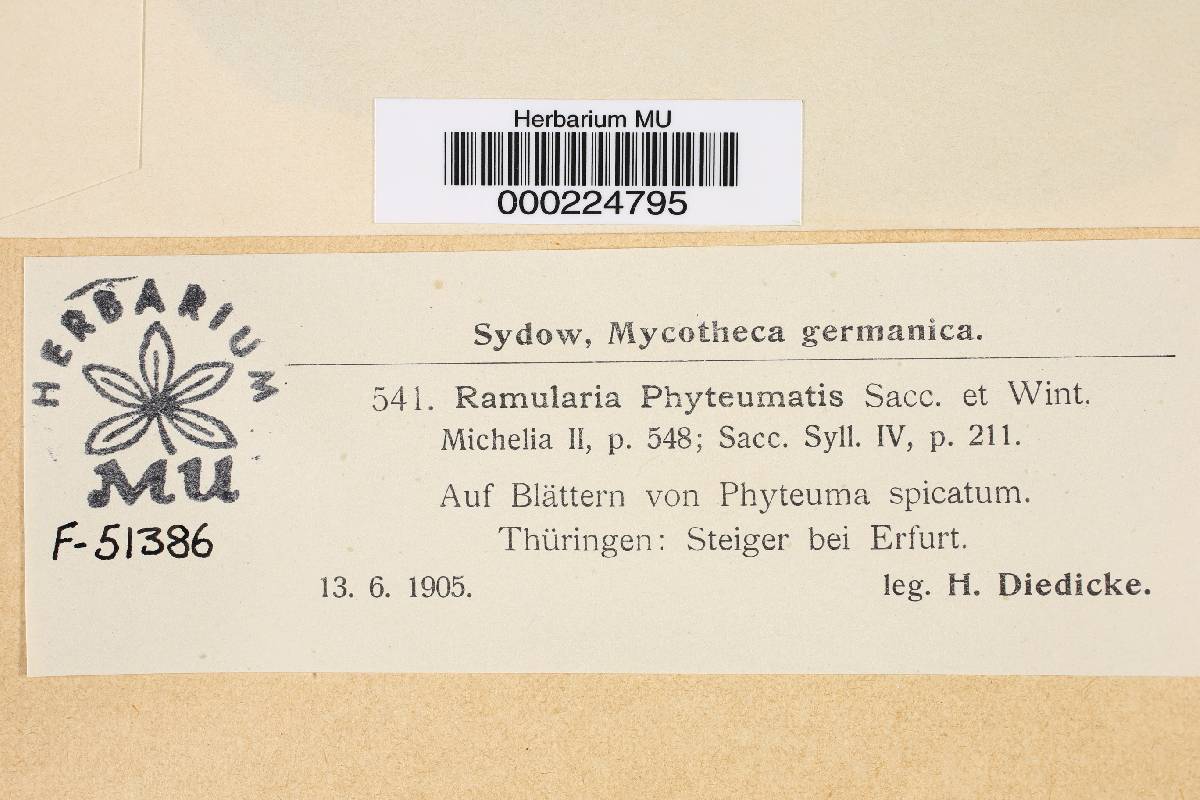 Herbarium MU
000224795
HERBARIUM
MU
F-51386
Sydow, Mycotheca germanica.
541. Ramularia Phyteumatis Sacc. et Wint.
Michelia II, p. 548; Sacc. Syll. IV, p. 211.
Auf Blättern von Phyteuma spicatum.
Thüringen: Steiger bei Erfurt.
13. 6. 1905. leg. H. Diedicke.